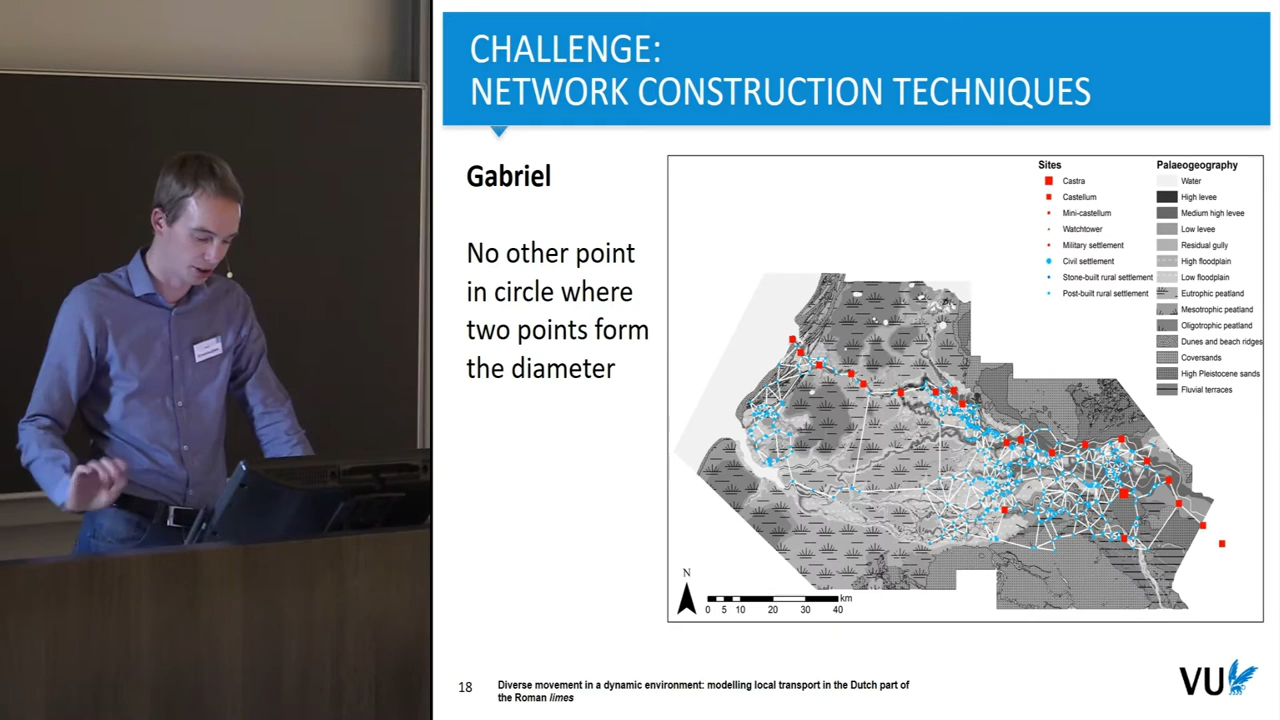 CHALLENGE:
NETWORK CONSTRUCTION TECHNIQUES
Gabriel
No other point
in circle where
two points form
the diameter
Sites
Castra
Castellum
Mini-castellum
Watchtower
Military settlement
Civil settlement
Stone-built rural settlement
Post-built rural settlement
Palaeogeography
Water
High levee
Medium high levee
Low levee
Residual gully
High floodplain
Low floodplain
Eutrophic peatland
Mesotrophic peatland
Oligotrophic peatland
Dunes and beach ridges
Coversands
High Pleistocene sands
Fluvial terraces
N
km
0 5 10 20 30 40
18
Diverse movement in a dynamic environment: modelling local transport in the Dutch part of
the Roman limes
VU